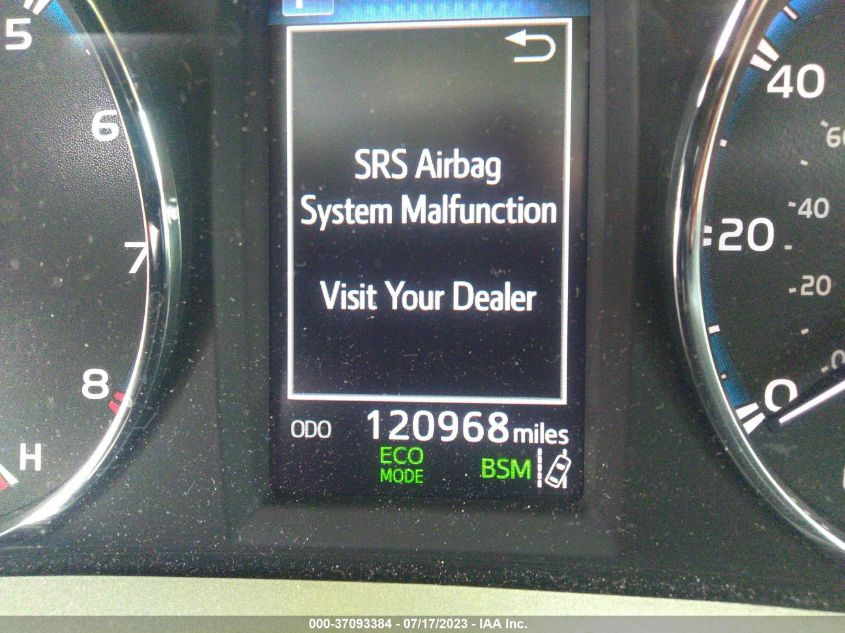 5
6
7
8
H
SRS Airbag
System Malfunction
Visit Your Dealer
ODO 120968 miles
ECO
MODE
BSM
40
20
0
60
40
20
0
000-37093384 - 07/17/2023 - IAA Inc.